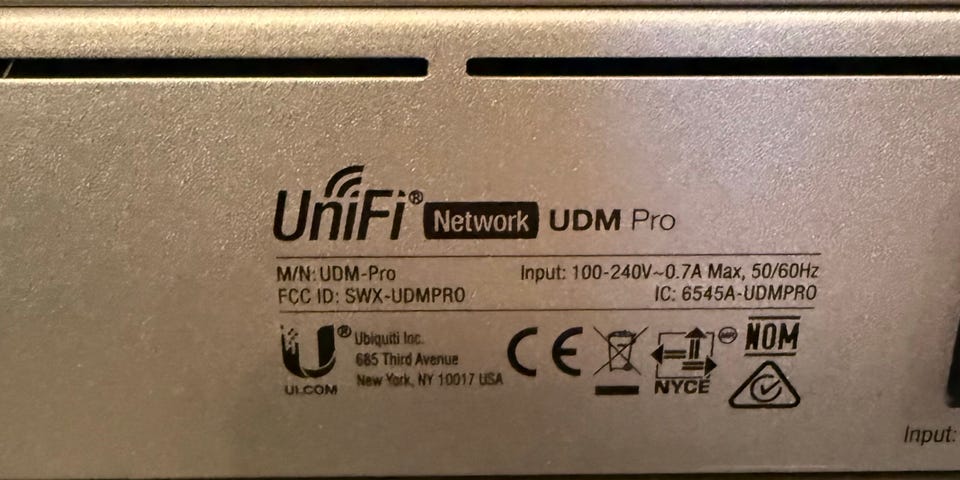 UniFi® Network UDM Pro
M/N: UDM-Pro
Input: 100-240V~0.7A Max, 50/60Hz
FCC ID: SWX-UDMPRO
IC: 6545A-UDMPRO
U®
UI.COM
Ubiquiti Inc.
685 Third Avenue
New York, NY 10017 USA
CE
NYCE
NOM
Input: